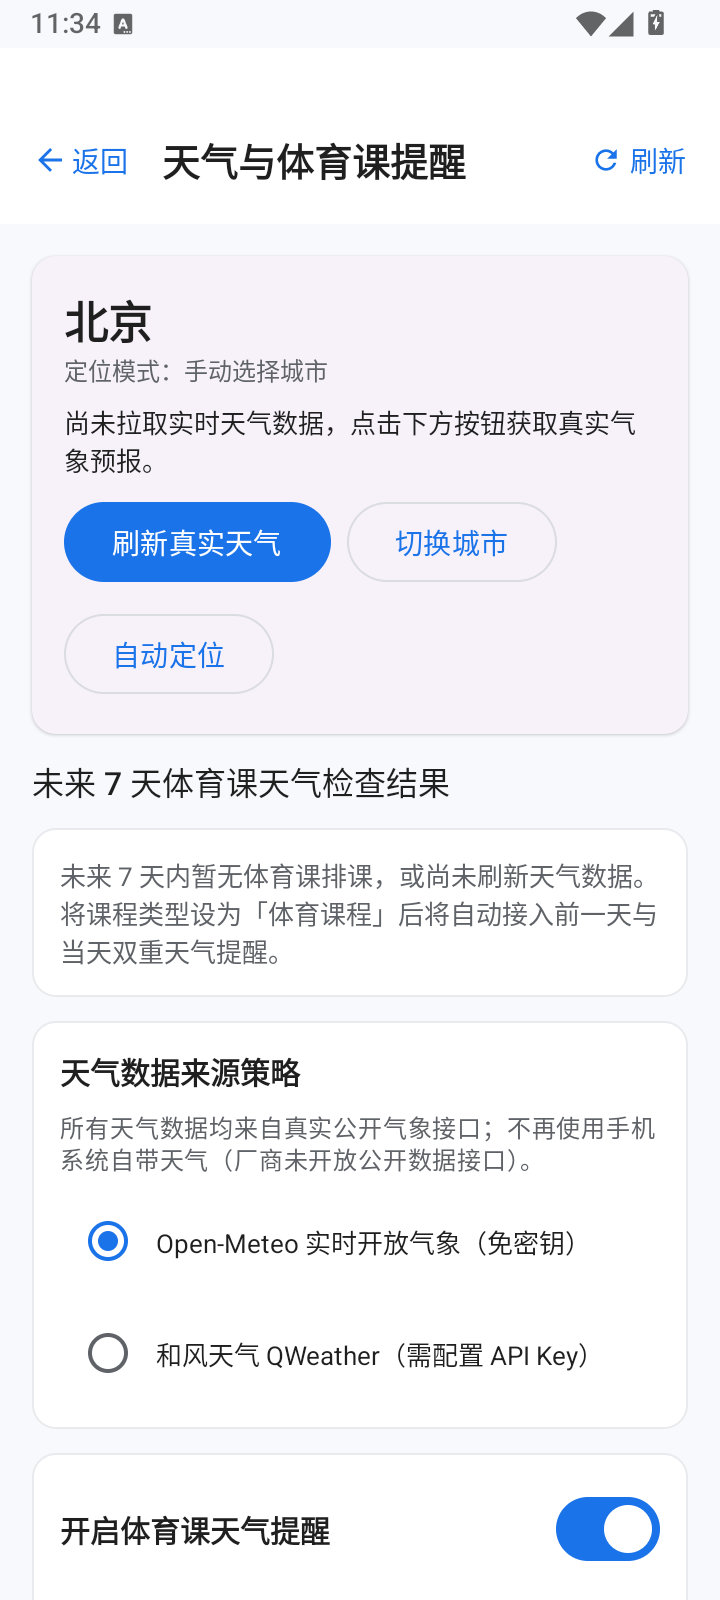 11:34
返回
天气与体育课提醒
刷新
北京
定位模式：手动选择城市
尚未拉取实时天气数据，点击下方按钮获取真实气
象预报。
刷新真实天气
切换城市
自动定位
未来 7 天体育课天气检查结果
未来 7 天内暂无体育课排课，或尚未刷新天气数据。
将课程类型设为「体育课程」后将自动接入前一天与
当天双重天气提醒。
天气数据来源策略
所有天气数据均来自真实公开气象接口；不再使用手机
系统自带天气（厂商未开放公开数据接口）。
Open-Meteo 实时开放气象（免密钥）
和风天气 QWeather（需配置 API Key）
开启体育课天气提醒